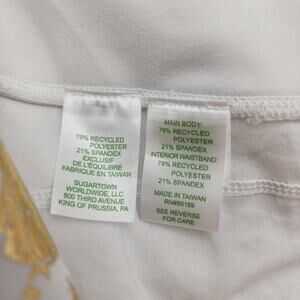 79% RECYCLED
POLYESTER
21% SPANDEX
EXCLUSIF
DE L'ÉQUILIBRE
FABRIQUE EN TAIWAN
SUGARTOWN
WORLDWIDE, LLC
800 THIRD AVENUE
KING OF PRUSSIA, PA
MAIN BODY:
79% RECYCLED
POLYESTER
21% SPANDEX
INTERIOR WAISTBAND:
79% RECYCLED
POLYESTER
21% SPANDEX
MADE IN TAIWAN
RN#88189
SEE REVERSE
FOR CARE